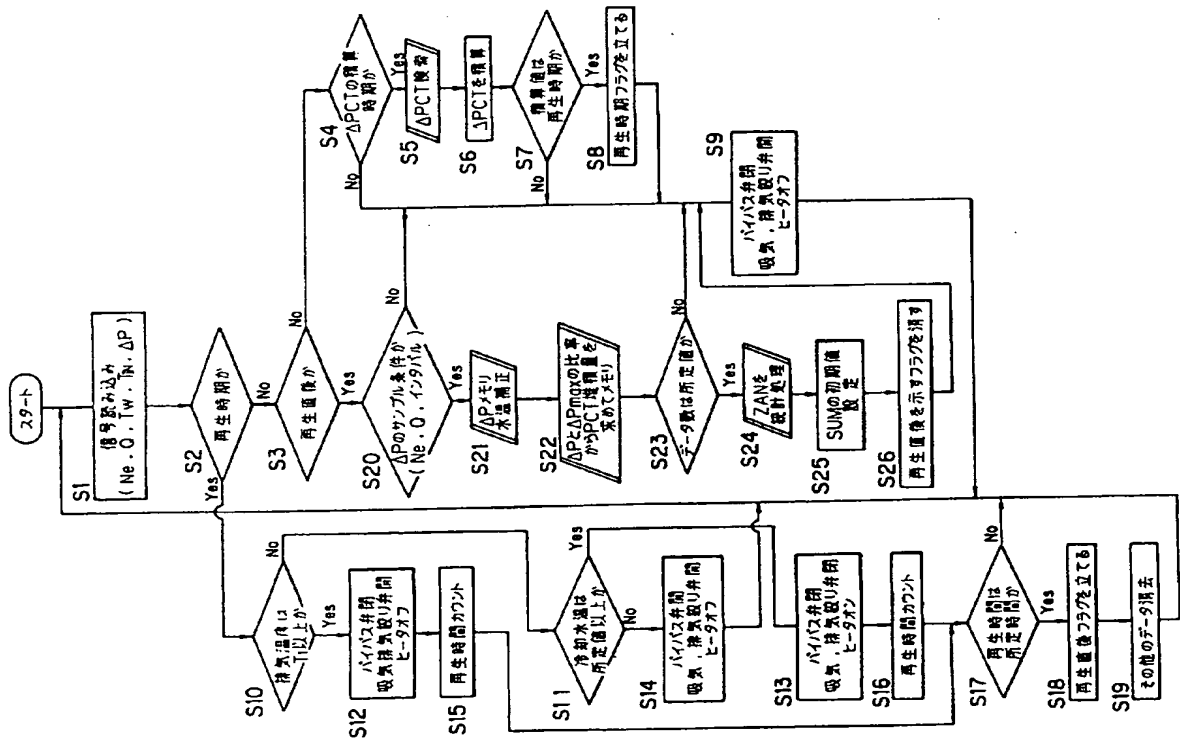 スタート
S1
信号読み込み
(Ne.Q.Tw.TIN.ΔP)
S2
再生時期か
Yes
No
S3
再生直後か
No
Yes
S4
ΔPCTの積算
時期か
No
Yes
S5
ΔPCT検索
S6
ΔPCTを積算
S7
積算値は
再生時期か
No
Yes
S8
再生時期フラグを立てる
S20
ΔPのサンプル条件か
(Ne.Q.インタバル)
No
Yes
S21
ΔPメモリ
水温補正
S22
ΔPとΔPmaxの比率
からPCT堆積量を
求めてメモリ
S23
データ数は所定値か
No
Yes
S24
ZANを
統計処理
S25
SUMの初期値
設定
S26
再生直後を示すフラグを消す
S9
バイパス弁閉
吸気,排気絞り弁開
ヒータオフ
S10
排気温度は
T1以上か
No
Yes
S12
バイパス弁閉
吸気,排気絞り弁開
ヒータオフ
S15
再生時間カウント
S11
冷却水温は
所定値以上か
Yes
No
S14
バイパス弁開
吸気,排気絞り弁開
ヒータオフ
S13
バイパス弁閉
吸気,排気絞り弁閉
ヒータオン
S16
再生時間カウント
S17
再生時間は
所定時間か
No
Yes
S18
再生直後フラグを立てる
S19
その他のデータ消去